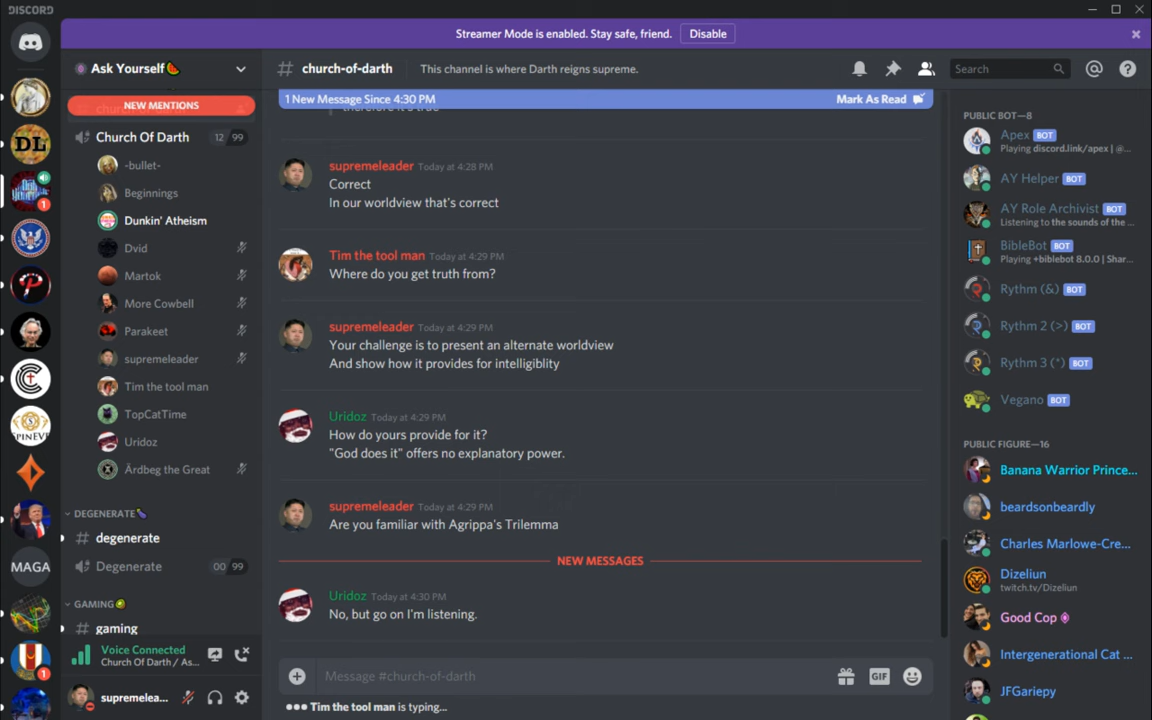 DISCORD
Streamer Mode is enabled. Stay safe, friend.
Disable
Ask Yourself🍉
# church-of-darth
This channel is where Darth reigns supreme.
Search
NEW MENTIONS
Church Of Darth
12 99
-bullet-
Beginnings
Dunkin' Atheism
Dvid
Martok
More Cowbell
Parakeet
supremeleader
Tim the tool man
TopCatTime
Uridoz
Ärdbeg the Great
DEGENERATE🍆
# degenerate
Degenerate
00 99
GAMING
# gaming
Voice Connected
Church Of Darth / As...
supremelea...
DL
SPINEVE
MAGA
1
1
1 New Message Since 4:30 PM
Mark As Read
therefore it's true
supremeleader Today at 4:28 PM
Correct
In our worldview that's correct
Tim the tool man Today at 4:29 PM
Where do you get truth from?
supremeleader Today at 4:29 PM
Your challenge is to present an alternate worldview
And show how it provides for intelligiblity
Uridoz Today at 4:29 PM
How do yours provide for it?
"God does it" offers no explanatory power.
supremeleader Today at 4:29 PM
Are you familiar with Agrippa's Trilemma
NEW MESSAGES
Uridoz Today at 4:30 PM
No, but go on I'm listening.
Message #church-of-darth
GIF
Tim the tool man is typing...
PUBLIC BOT—8
Apex BOT
Playing discord.link/apex | @...
AY Helper BOT
AY Role Archivist BOT
Listening to the sounds of the ...
BibleBot BOT
Playing +biblebot 8.0.0 | Shar...
Rythm (&) BOT
Rythm 2 (>) BOT
Rythm 3 (*) BOT
Vegano BOT
PUBLIC FIGURE—16
Banana Warrior Prince...
beardsonbeardly
Charles Marlowe-Cre...
Dizeliun
twitch.tv/Dizeliun
Good Cop
Intergenerational Cat ...
JFGariepy